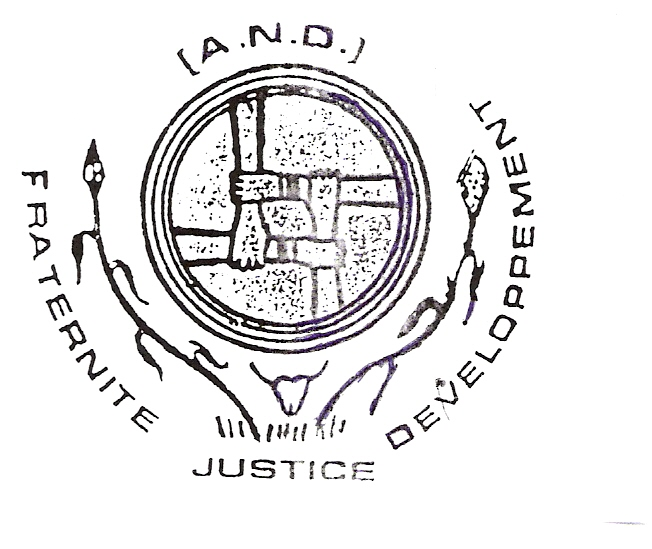 (A.N.D.)
FRATERNITE
JUSTICE
DEVELOPPEMENT